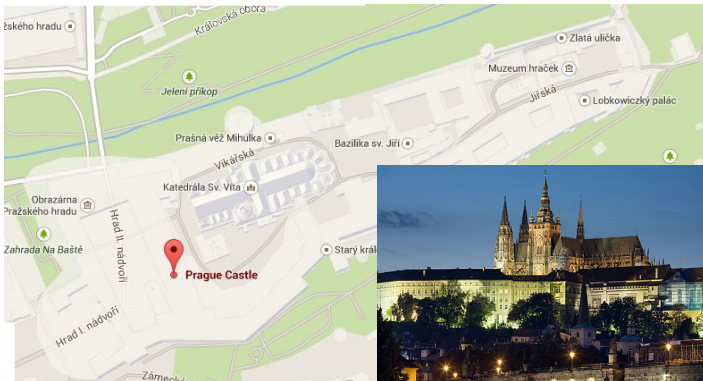 žského hradu
Královská obora
Zlatá ulička
Muzeum hraček
Jelení příkop
Jiřská
Lobkowiczký palác
Prašná věž Mihulka
Bazilika sv. Jiří
Vikářská
Katedrála Sv. Víta
Obrazárna
Pražského hradu
Hrad II. nádvoří
Zahrada Na Baště
Starý král
Prague Castle
Hrad I. nádvoří
Zámecká